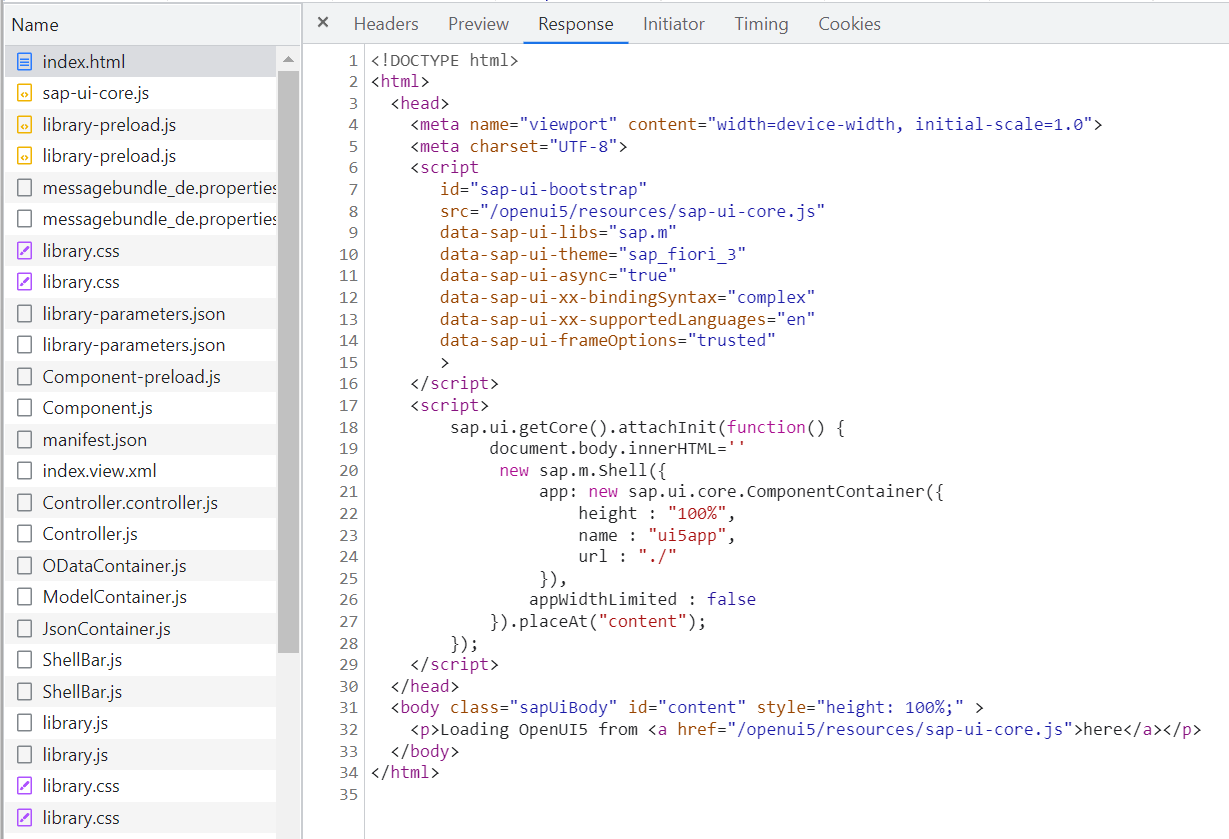 Name
index.html
sap-ui-core.js
library-preload.js
library-preload.js
messagebundle_de.properties
messagebundle_de.properties
library.css
library.css
library-parameters.json
library-parameters.json
Component-preload.js
Component.js
manifest.json
index.view.xml
Controller.controller.js
Controller.js
ODataContainer.js
ModelContainer.js
JsonContainer.js
ShellBar.js
ShellBar.js
library.js
library.js
library.css
library.css
× Headers Preview Response Initiator Timing Cookies
1 <!DOCTYPE html>
2 <html>
3   <head>
4     <meta name="viewport" content="width=device-width, initial-scale=1.0">
5     <meta charset="UTF-8">
6     <script
7        id="sap-ui-bootstrap"
8        src="/openui5/resources/sap-ui-core.js"
9        data-sap-ui-libs="sap.m"
10        data-sap-ui-theme="sap_fiori_3"
11        data-sap-ui-async="true"
12        data-sap-ui-xx-bindingSyntax="complex"
13        data-sap-ui-xx-supportedLanguages="en"
14        data-sap-ui-frameOptions="trusted"
15        >
16     </script>
17     <script>
18         sap.ui.getCore().attachInit(function() {
19             document.body.innerHTML=''
20              new sap.m.Shell({
21                  app: new sap.ui.core.ComponentContainer({
22                      height : "100%",
23                      name : "ui5app",
24                      url : "./"
25                  }),
26                 appWidthLimited : false
27             }).placeAt("content");
28         });
29     </script>
30   </head>
31   <body class="sapUiBody" id="content" style="height: 100%;" >
32     <p>Loading OpenUI5 from <a href="/openui5/resources/sap-ui-core.js">here</a></p>
33   </body>
34 </html>
35